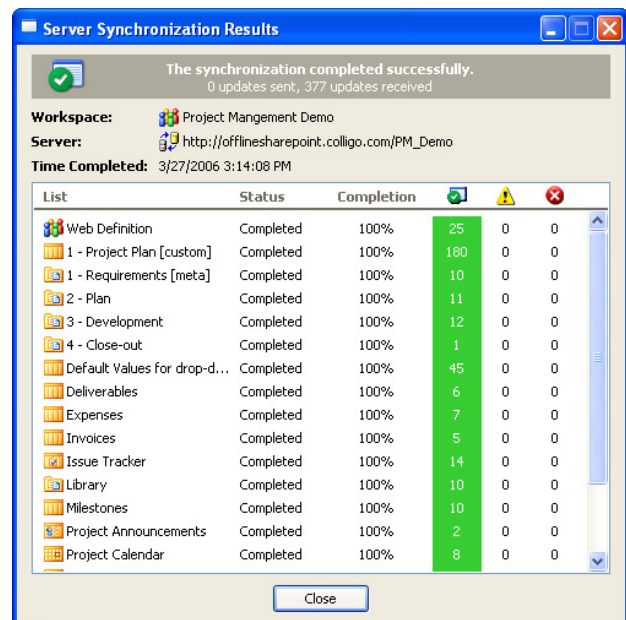 Server Synchronization Results
The synchronization completed successfully.
0 updates sent, 377 updates received
Workspace: Project Mangement Demo
Server: http://offlinesharepoint.colligo.com/PM_Demo
Time Completed: 3/27/2006 3:14:08 PM
List Status Completion
Web Definition Completed 100% 25 0 0
1 - Project Plan [custom] Completed 100% 180 0 0
1 - Requirements [meta] Completed 100% 10 0 0
2 - Plan Completed 100% 11 0 0
3 - Development Completed 100% 12 0 0
4 - Close-out Completed 100% 1 0 0
Default Values for drop-d... Completed 100% 45 0 0
Deliverables Completed 100% 6 0 0
Expenses Completed 100% 7 0 0
Invoices Completed 100% 5 0 0
Issue Tracker Completed 100% 14 0 0
Library Completed 100% 10 0 0
Milestones Completed 100% 10 0 0
Project Announcements Completed 100% 2 0 0
Project Calendar Completed 100% 8 0 0
Close